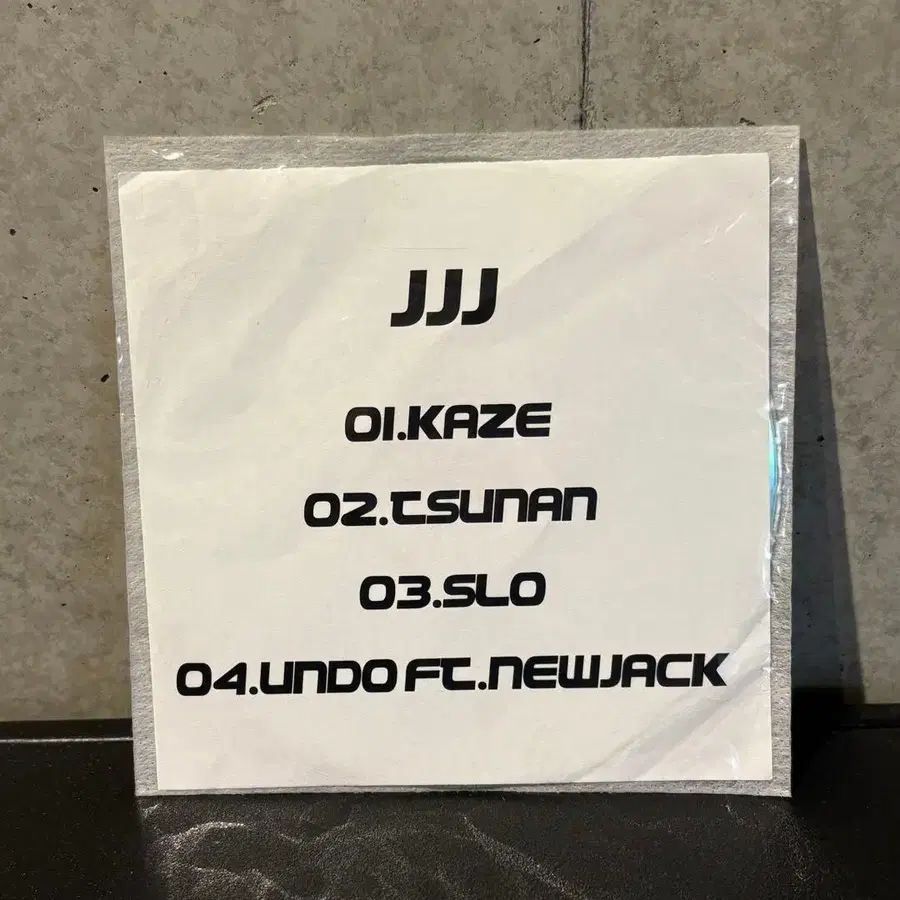 JJJ
01.KAZE
02.TSUNAN
03.SLO
04.UNDO FT.NEWJACK